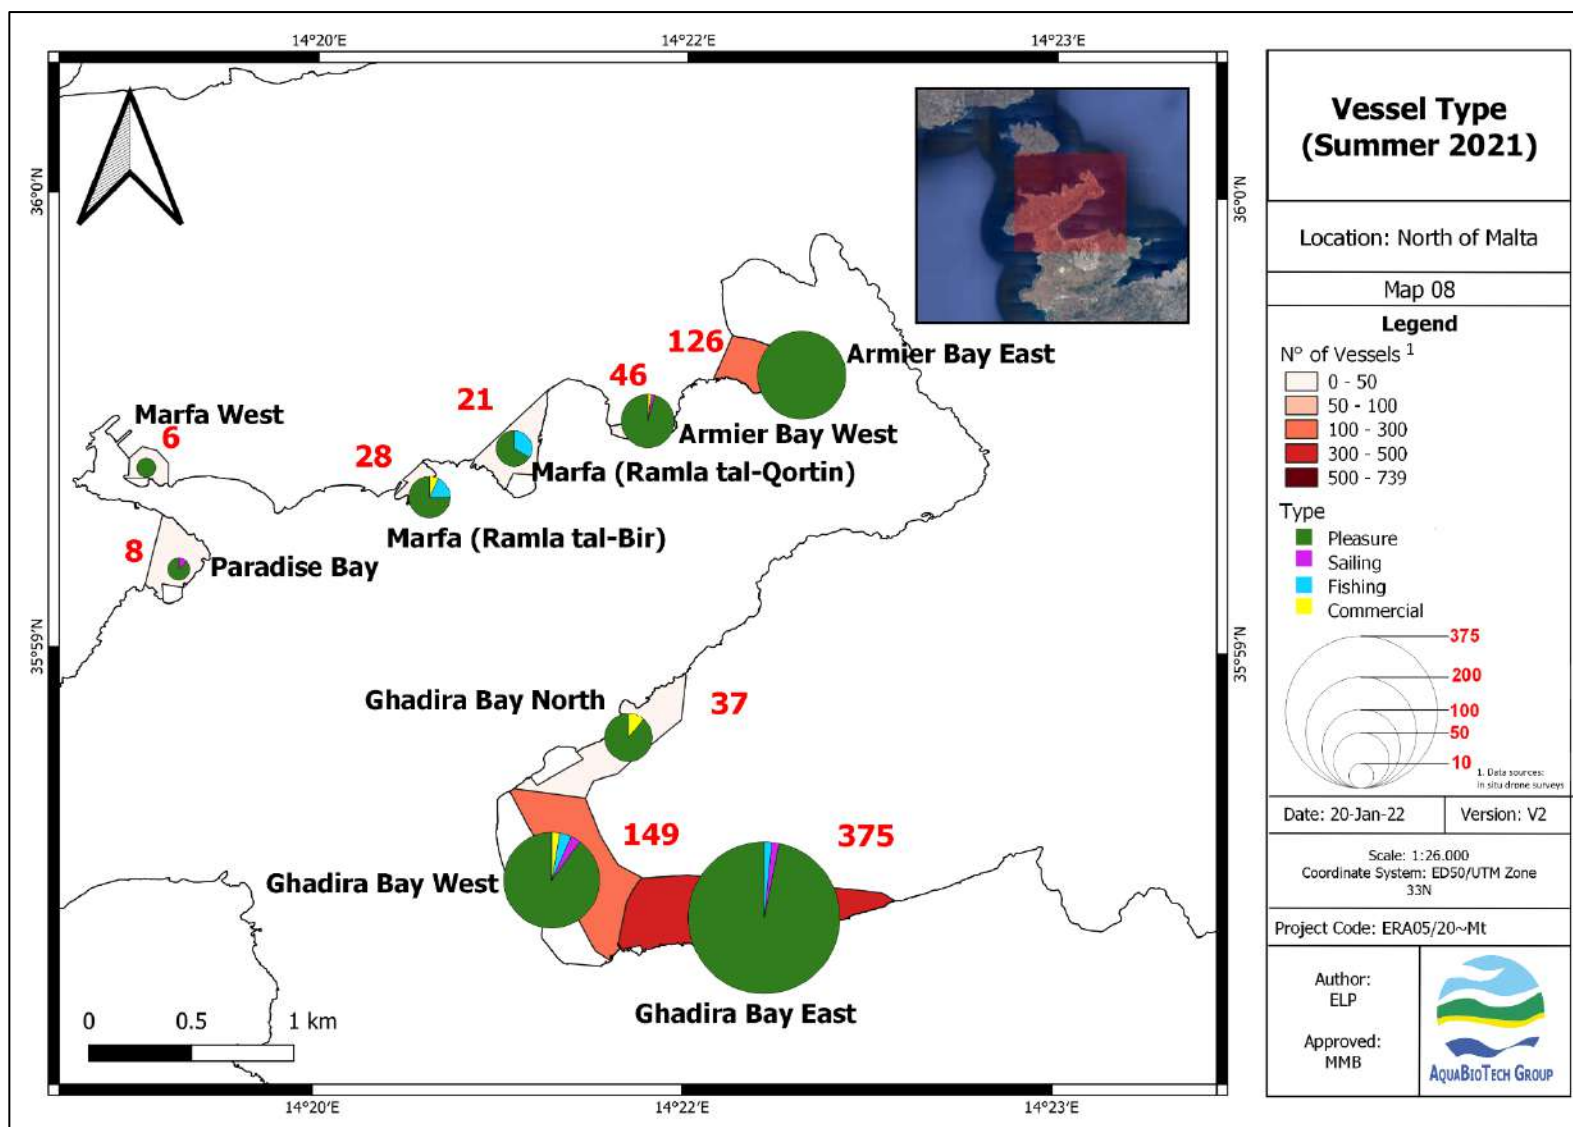 14°20'E
14°22'E
14°23'E
36°0'N
36°0'N
35°59'N
35°59'N
14°20'E
14°22'E
14°23'E
126
Armier Bay East
46
Armier Bay West
21
Marfa (Ramla tal-Qortin)
Marfa West
6
28
Marfa (Ramla tal-Bir)
8
Paradise Bay
Ghadira Bay North
37
149
Ghadira Bay West
375
Ghadira Bay East
0 0.5 1 km
Vessel Type
(Summer 2021)
Location: North of Malta
Map 08
Legend
N° of Vessels 1
0 - 50
50 - 100
100 - 300
300 - 500
500 - 739
Type
Pleasure
Sailing
Fishing
Commercial
375
200
100
50
10
1. Data sources:
in situ drone surveys
Date: 20-Jan-22
Version: V2
Scale: 1:26.000
Coordinate System: ED50/UTM Zone
33N
Project Code: ERA05/20~Mt
Author:
ELP
Approved:
MMB
AQUABIOTECH GROUP